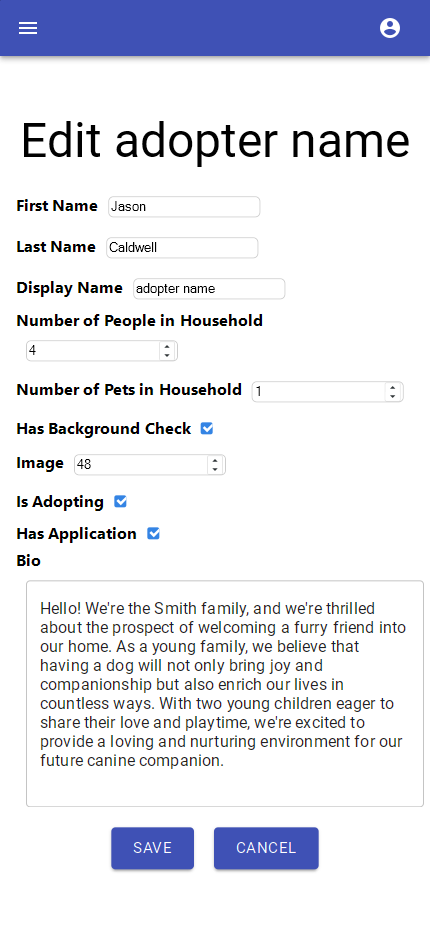 Edit adopter name
First Name Jason
Last Name Caldwell
Display Name adopter name
Number of People in Household
4
Number of Pets in Household 1
Has Background Check
Image 48
Is Adopting
Has Application
Bio
Hello! We're the Smith family, and we're thrilled
about the prospect of welcoming a furry friend into
our home. As a young family, we believe that
having a dog will not only bring joy and
companionship but also enrich our lives in
countless ways. With two young children eager to
share their love and playtime, we're excited to
provide a loving and nurturing environment for our
future canine companion.
SAVE CANCEL